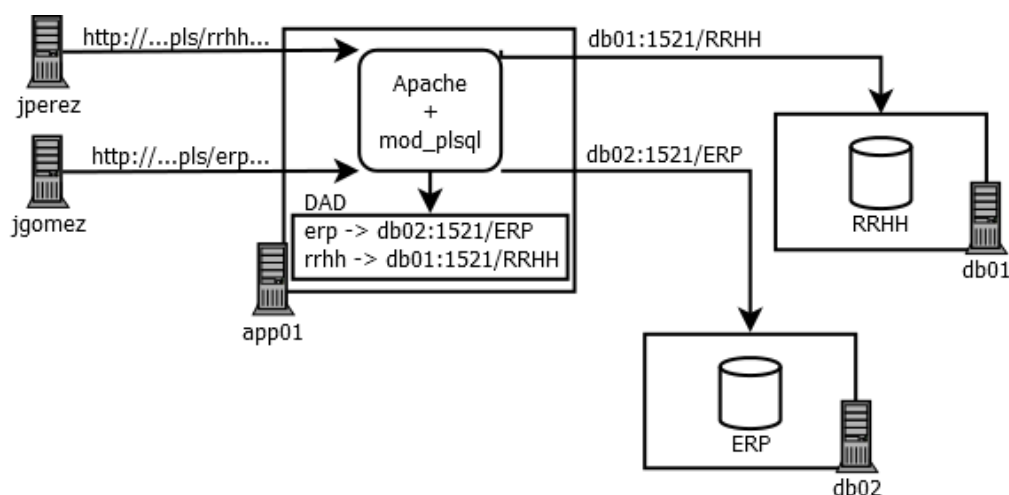 http://...pls/rrhh...
jperez
http://...pls/erp...
jgomez
Apache
+
mod_plsql
DAD
erp -> db02:1521/ERP
rrhh -> db01:1521/RRHH
app01
db01:1521/RRHH
db02:1521/ERP
RRHH
db01
ERP
db02